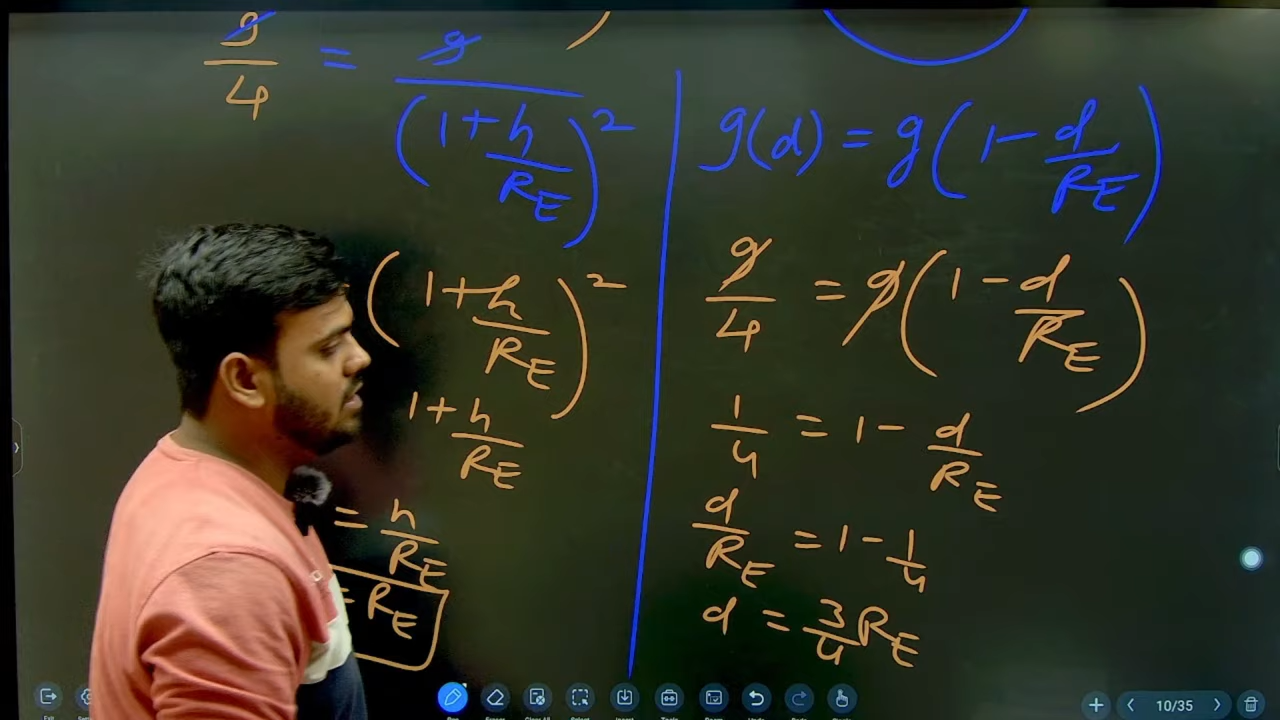 g/4 = g/(1 + h/R_E)²
(1 + h/R_E)²
1 + h/R_E
= h/R_E
= R_E
g(d) = g(1 - d/R_E)
g/4 = g(1 - d/R_E)
1/4 = 1 - d/R_E
d/R_E = 1 - 1/4
d = 3/4 R_E
10/35